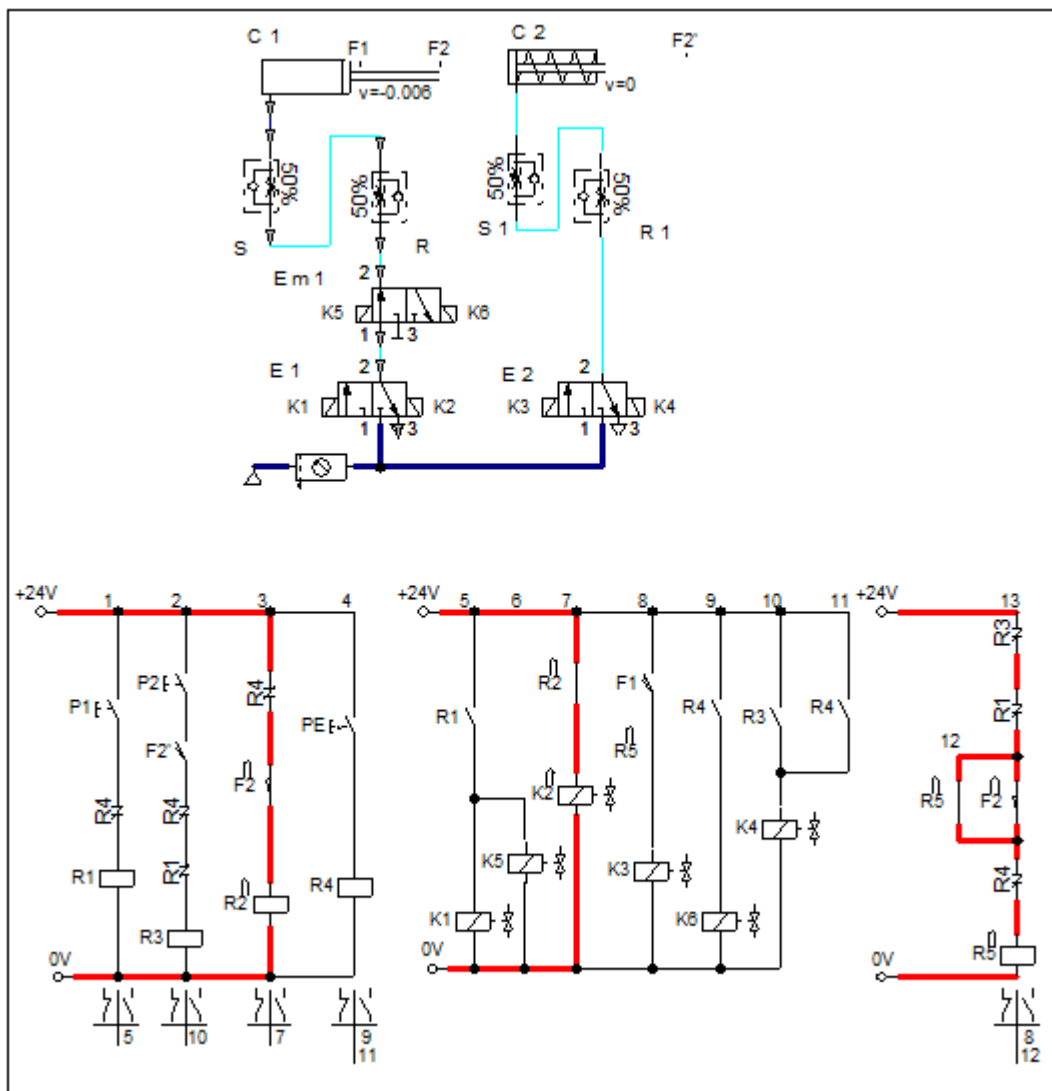 C 1
F1
F2
C 2
F2'
v=-0.006
v=0
50%
50%
50%
50%
S
R
S 1
R 1
E m 1
2
K5
K6
1
3
E 1
2
E 2
2
K1
K2
K3
K4
1
3
1
3
+24V
1
2
3
4
+24V
5
6
7
8
9
10
11
+24V
13
R3
P1
P2
R4
PE
R1
R2
F1
R4
R3
R4
R1
F2'
F2
R5
12
R4
R4
K2
R5
F2
R1
K5
K3
K4
R4
R1
R2
R4
R3
K1
K6
R5
0V
0V
0V
5
10
7
9
11
8
12